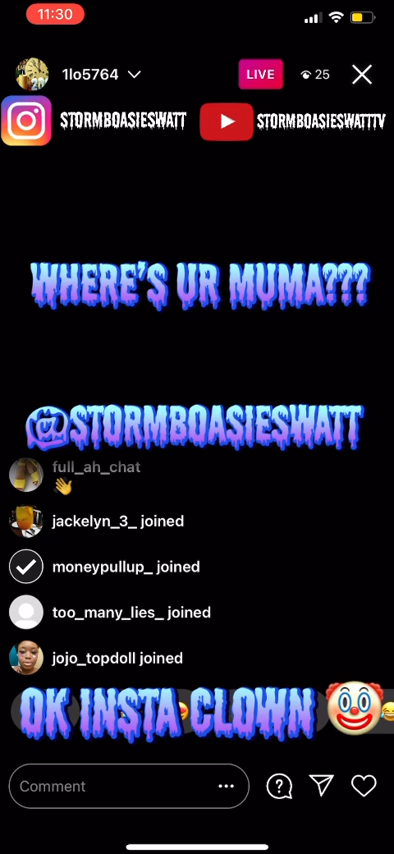 11:30
1lo5764
LIVE
25
STORMBOASIESWATT
STORMBOASIESWATTTV
WHERE'S UR MUMA???
@STORMBOASIESWATT
full_ah_chat
👋
jackelyn_3_ joined
moneypullup_ joined
too_many_lies_ joined
jojo_topdoll joined
OK INSTA CLOWN 🤡
Comment